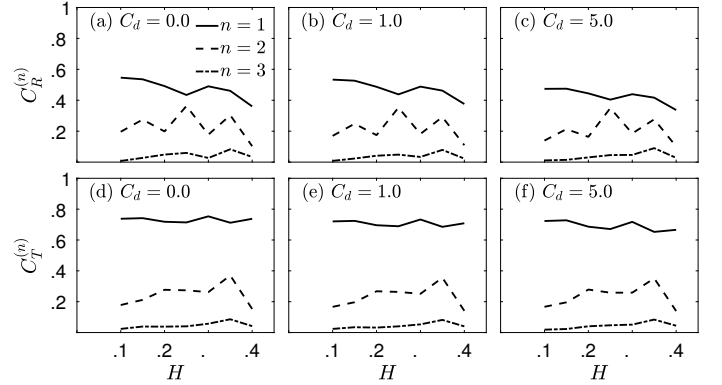 1
(a) C_d = 0.0
n = 1
(b) C_d = 1.0
(c) C_d = 5.0
.8
n = 2
.6
n = 3
C_R^(n)
.4
.2
1
(d) C_d = 0.0
(e) C_d = 1.0
(f) C_d = 5.0
.8
.6
C_T^(n)
.4
.2
.1 .2 . .4 .1 .2 . .4 .1 .2 . .4
H H H